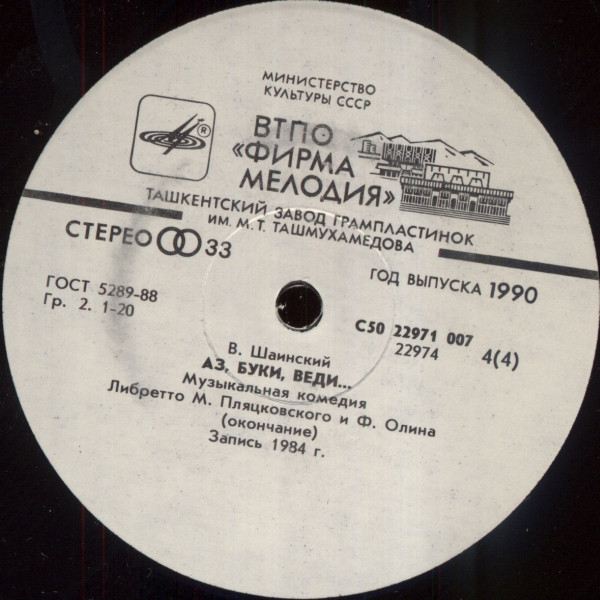 МИНИСТЕРСТВО
КУЛЬТУРЫ СССР
®
ВТПО
«ФИРМА
МЕЛОДИЯ»
ТАШКЕНТСКИЙ ЗАВОД ГРАМПЛАСТИНОК
ИМ. М. Т. ТАШМУХАМЕДОВА
СТЕРЕО 33
ГОД ВЫПУСКА 1990
ГОСТ 5289-88
Гр. 2. 1-20
С50 22971 007
22974 4(4)
В. Шаинский
АЗ, БУКИ, ВЕДИ...
Музыкальная комедия
Либретто М. Пляцковского и Ф. Олина
(окончание)
Запись 1984 г.